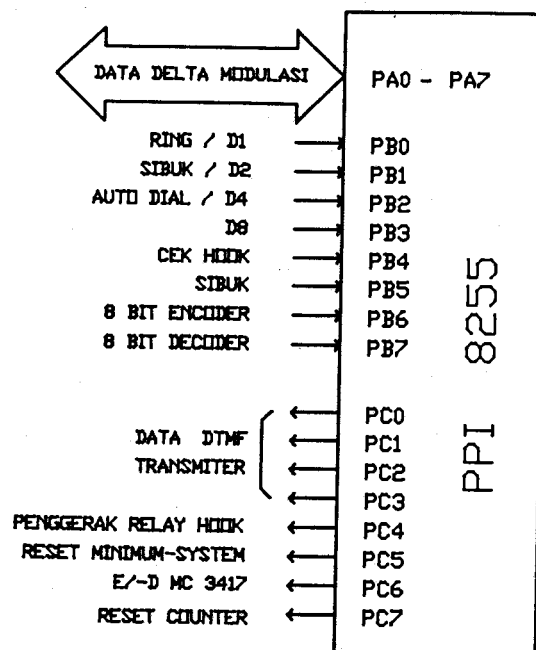 DATA DELTA MODULASI PA0 - PA7
RING / D1 PB0
SIBUK / D2 PB1
AUTO DIAL / D4 PB2
D8 PB3
CEK HOOK PB4
SIBUK PB5
8 BIT ENCODER PB6
8 BIT DECODER PB7
PPI 8255
PC0
DATA DTMF PC1
TRANSMITER PC2
PC3
PENGGERAK RELAY HOOK PC4
RESET MINIMUM-SYSTEM PC5
E/-D MC 3417 PC6
RESET COUNTER PC7